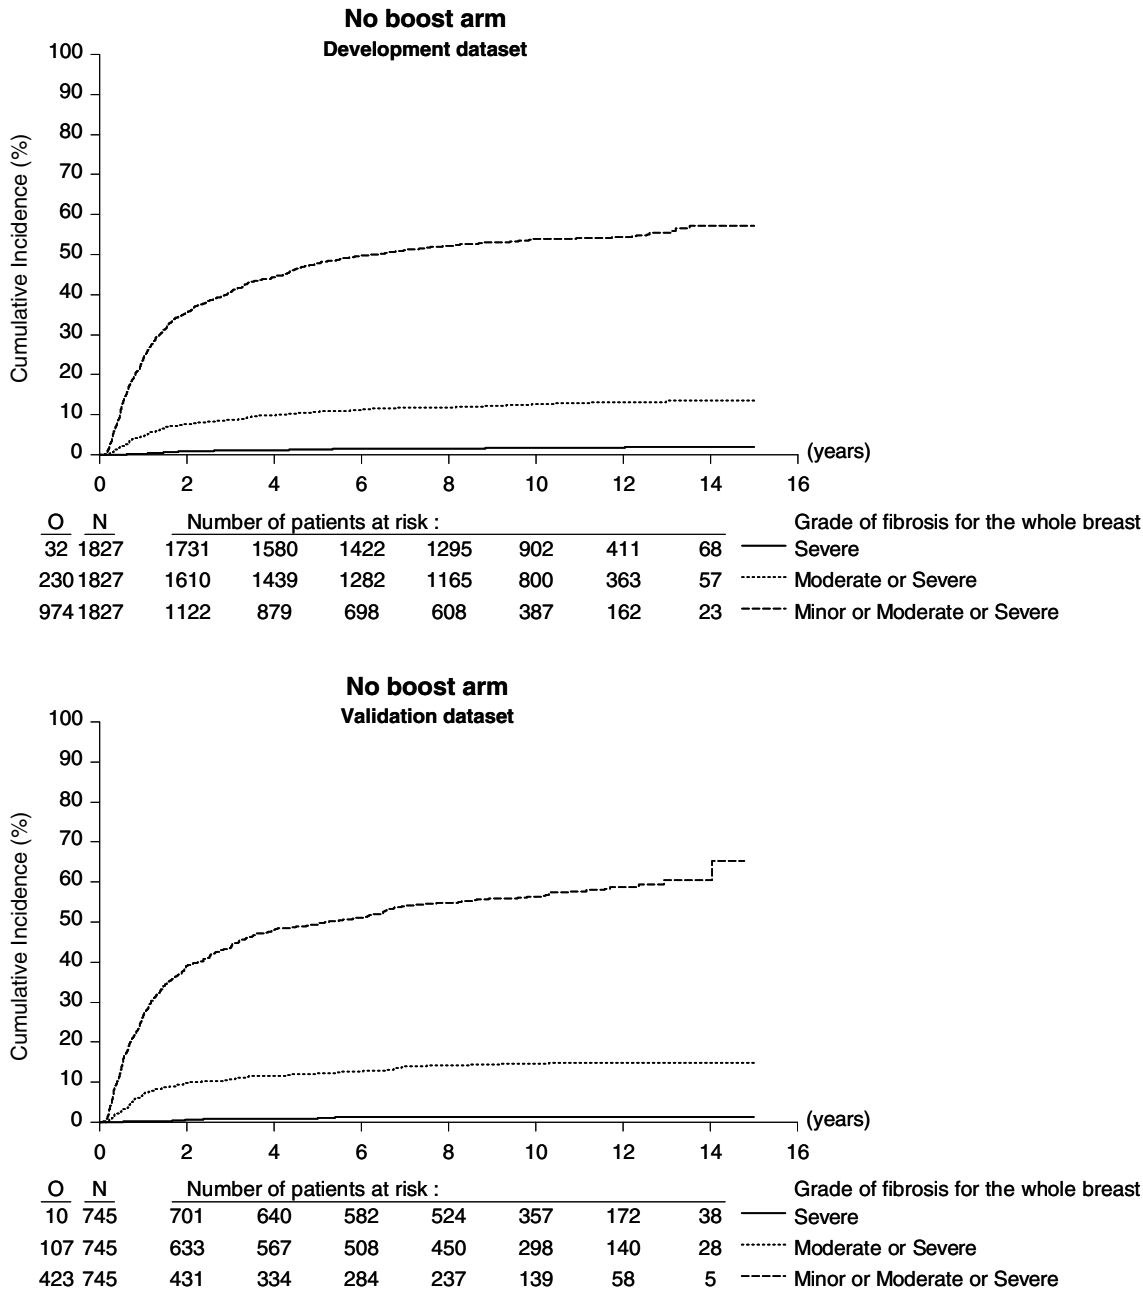 No boost arm
Development dataset
Cumulative Incidence (%)
100
90
80
70
60
50
40
30
20
10
0
0 2 4 6 8 10 12 14 16 (years)
O N Number of patients at risk : Grade of fibrosis for the whole breast
32 1827 1731 1580 1422 1295 902 411 68 Severe
230 1827 1610 1439 1282 1165 800 363 57 Moderate or Severe
974 1827 1122 879 698 608 387 162 23 Minor or Moderate or Severe
No boost arm
Validation dataset
Cumulative Incidence (%)
100
90
80
70
60
50
40
30
20
10
0
0 2 4 6 8 10 12 14 16 (years)
O N Number of patients at risk : Grade of fibrosis for the whole breast
10 745 701 640 582 524 357 172 38 Severe
107 745 633 567 508 450 298 140 28 Moderate or Severe
423 745 431 334 284 237 139 58 5 Minor or Moderate or Severe